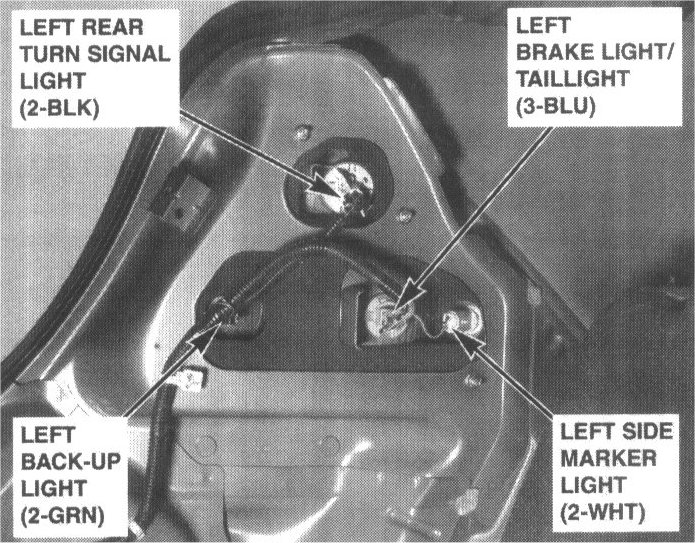 LEFT REAR
TURN SIGNAL
LIGHT
(2-BLK)
LEFT
BRAKE LIGHT/
TAILLIGHT
(3-BLU)
LEFT
BACK-UP
LIGHT
(2-GRN)
LEFT SIDE
MARKER
LIGHT
(2-WHT)